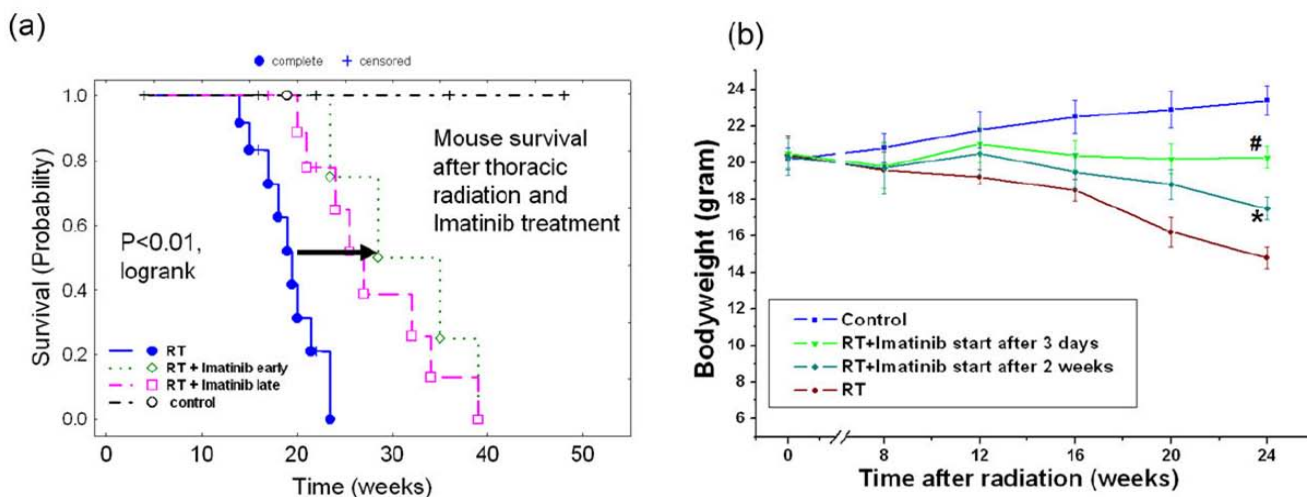 (a)
complete
censored
1.0
0.8
0.6
0.4
0.2
0.0
Survival (Probability)
Mouse survival
after thoracic
radiation and
Imatinib treatment
P<0.01,
logrank
RT
RT + Imatinib early
RT + Imatinib late
control
0 10 20 30 40 50
Time (weeks)
(b)
24
22
20
18
16
14
12
10
8
6
Bodyweight (gram)
#
*
Control
RT+Imatinib start after 3 days
RT+Imatinib start after 2 weeks
RT
0 8 12 16 20 24
Time after radiation (weeks)